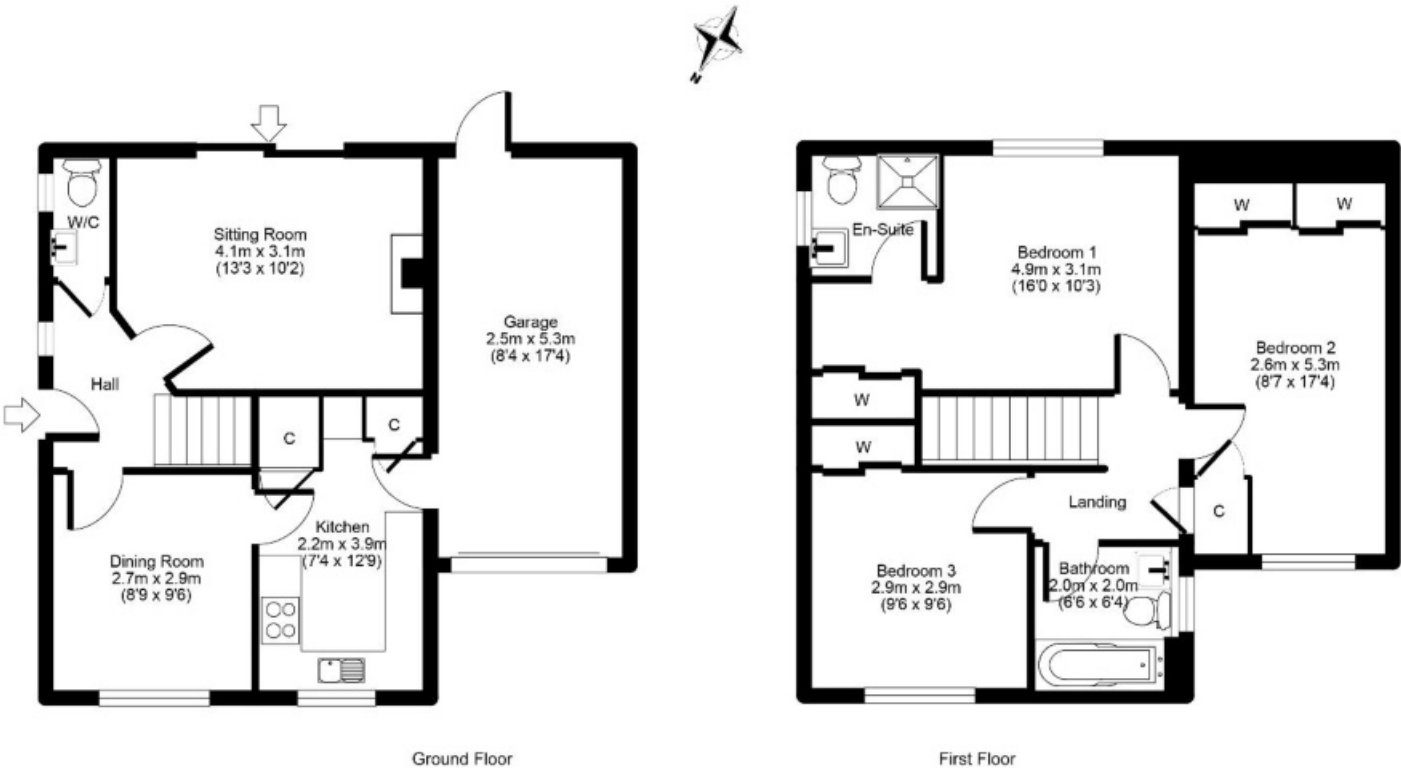 N
W/C
Sitting Room
4.1m x 3.1m
(13'3 x 10'2)
Garage
2.5m x 5.3m
(8'4 x 17'4)
Hall
C
C
Kitchen
2.2m x 3.9m
(7'4 x 12'9)
Dining Room
2.7m x 2.9m
(8'9 x 9'6)
Ground Floor
En-Suite
Bedroom 1
4.9m x 3.1m
(16'0 x 10'3)
W
W
Bedroom 2
2.6m x 5.3m
(8'7 x 17'4)
W
W
Landing
C
Bedroom 3
2.9m x 2.9m
(9'6 x 9'6)
Bathroom
2.0m x 2.0m
(6'6 x 6'4)
First Floor